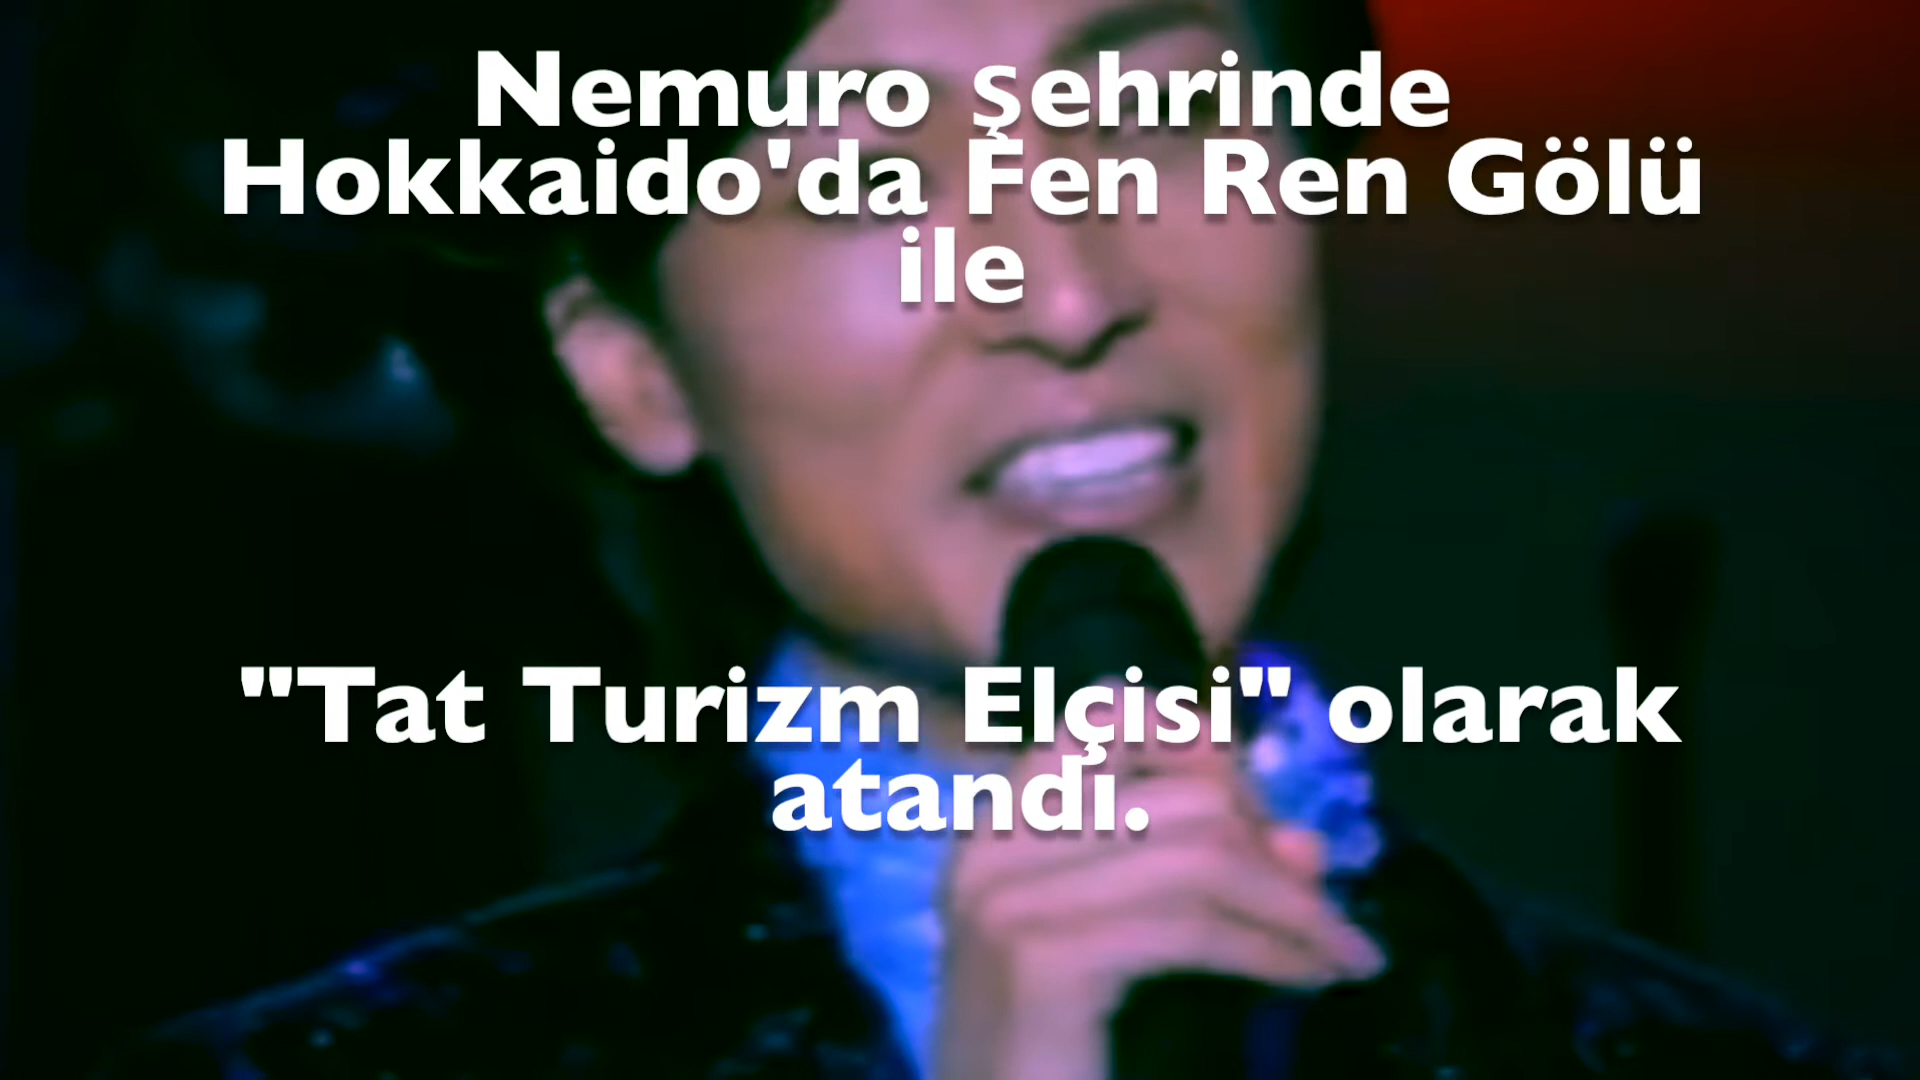 Nemuro şehrinde
Hokkaido'da Fen Ren Gölü
ile
"Tat Turizm Elçisi" olarak
atandı.